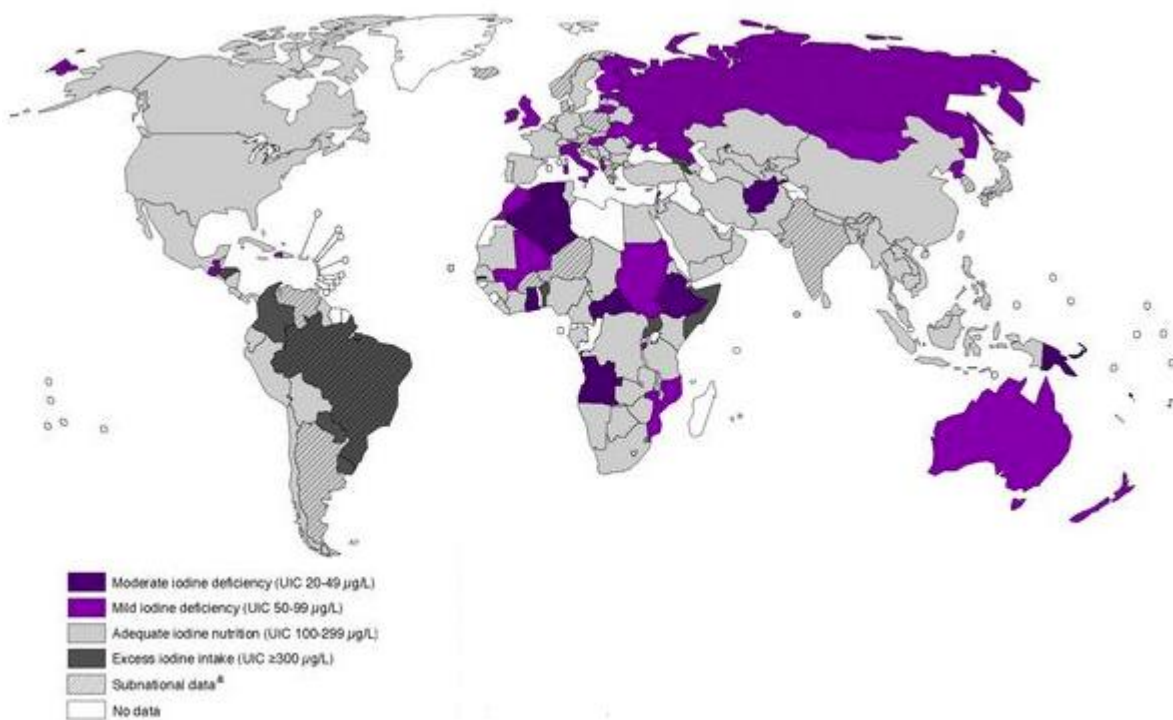 Moderate iodine deficiency (UIC 20-49 µg/L)
Mild iodine deficiency (UIC 50-99 µg/L)
Adequate iodine nutrition (UIC 100-299 µg/L)
Excess iodine intake (UIC ≥300 µg/L)
Subnational data
No data